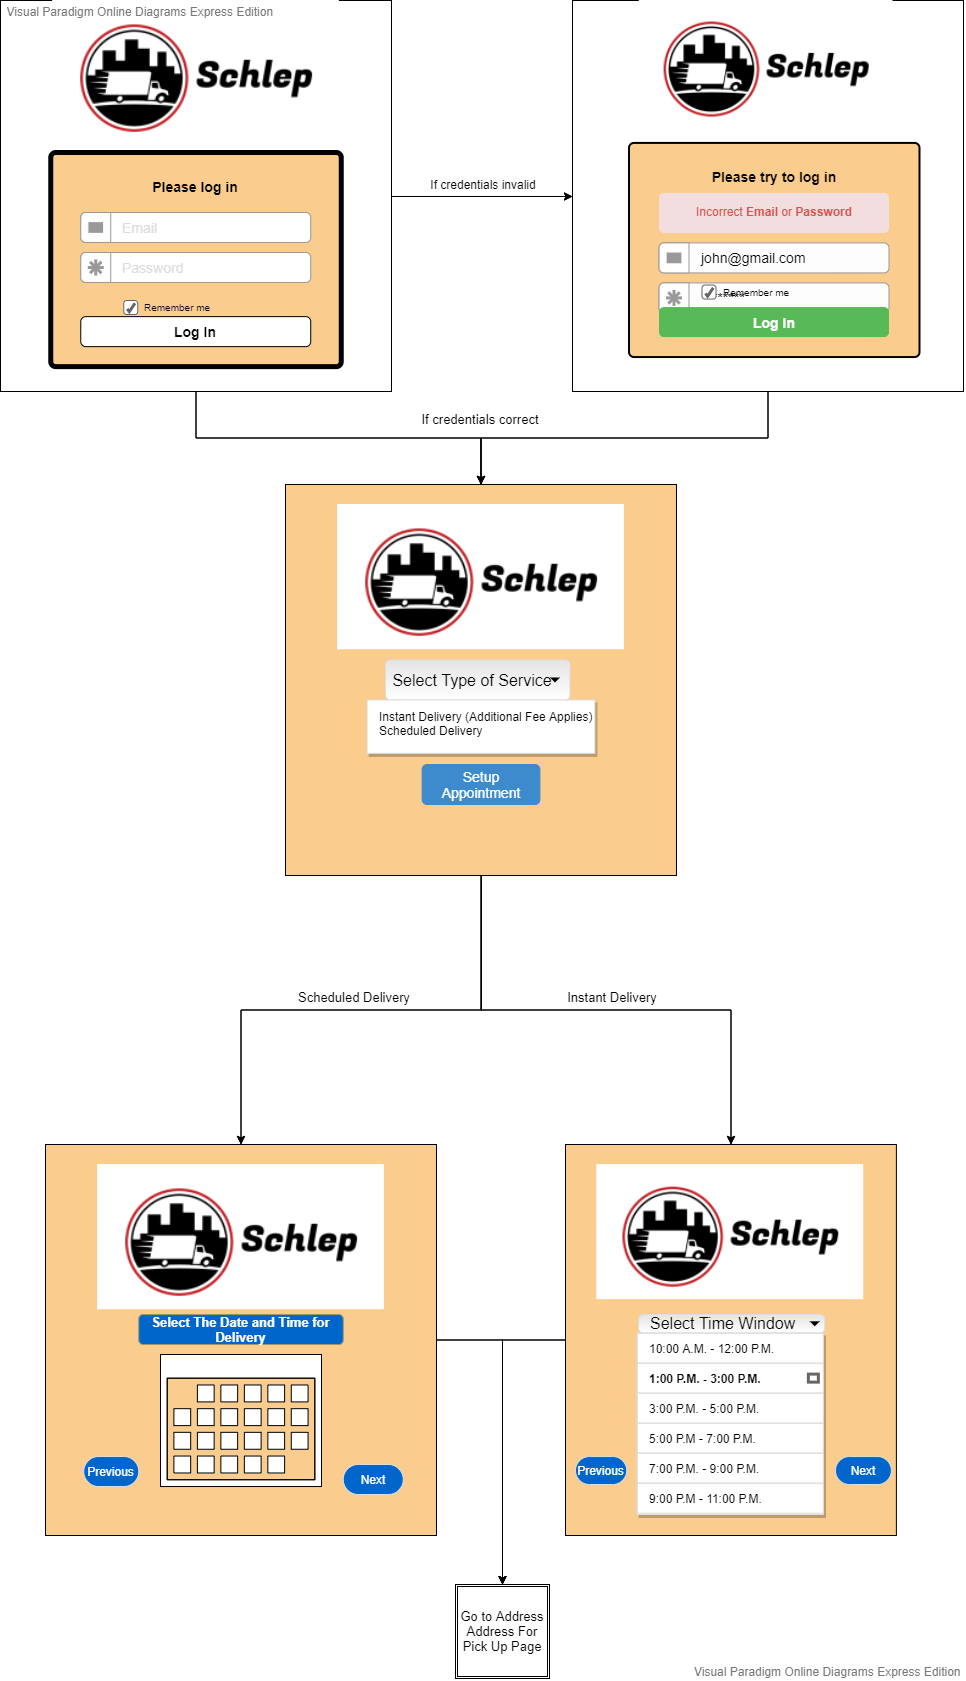 Visual Paradigm Online Diagrams Express Edition
Schlep
Please log in
Email
Password
Remember me
Log In
If credentials invalid
Schlep
Please try to log in
Incorrect Email or Password
john@gmail.com
Remember me
Log In
If credentials correct
Schlep
Select Type of Service
Instant Delivery (Additional Fee Applies)
Scheduled Delivery
Setup
Appointment
Scheduled Delivery
Instant Delivery
Schlep
Select The Date and Time for
Delivery
Previous
Next
Schlep
Select Time Window
10:00 A.M. - 12:00 P.M.
1:00 P.M. - 3:00 P.M.
3:00 P.M. - 5:00 P.M.
5:00 P.M - 7:00 P.M.
7:00 P.M. - 9:00 P.M.
9:00 P.M - 11:00 P.M.
Previous
Next
Go to Address
Address For
Pick Up Page
Visual Paradigm Online Diagrams Express Edition